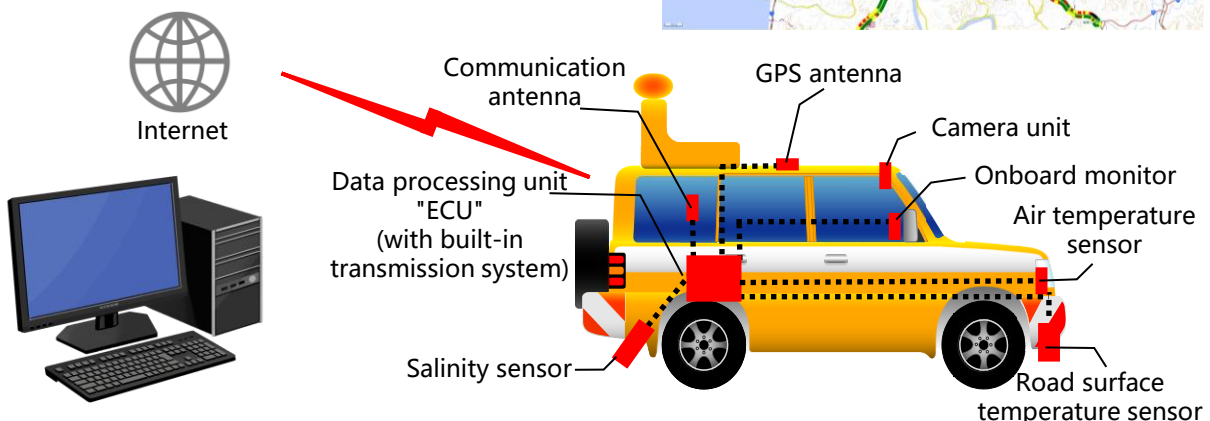 Internet
Communication
antenna
GPS antenna
Camera unit
Onboard monitor
Data processing unit
"ECU"
(with built-in
transmission system)
Air temperature
sensor
Salinity sensor
Road surface
temperature sensor